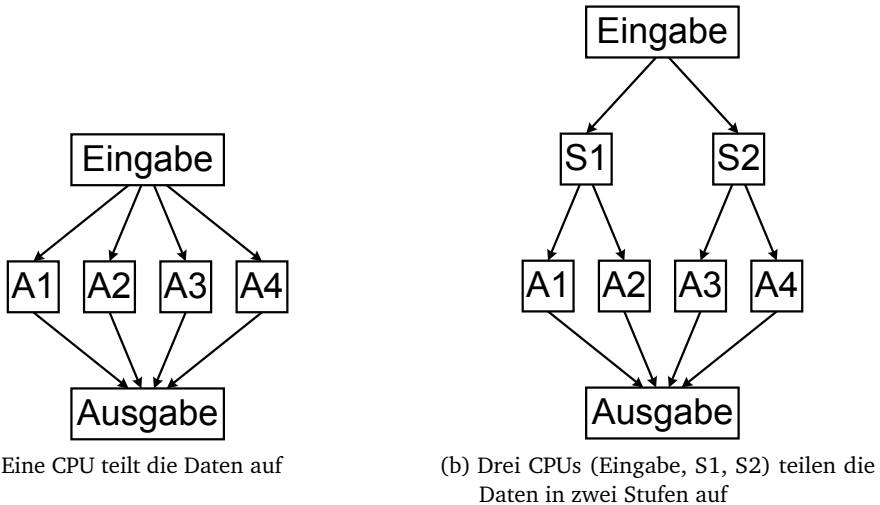 Eingabe
A1 A2 A3 A4
Ausgabe
Eine CPU teilt die Daten auf
Eingabe
S1 S2
A1 A2 A3 A4
Ausgabe
(b) Drei CPUs (Eingabe, S1, S2) teilen die
Daten in zwei Stufen auf